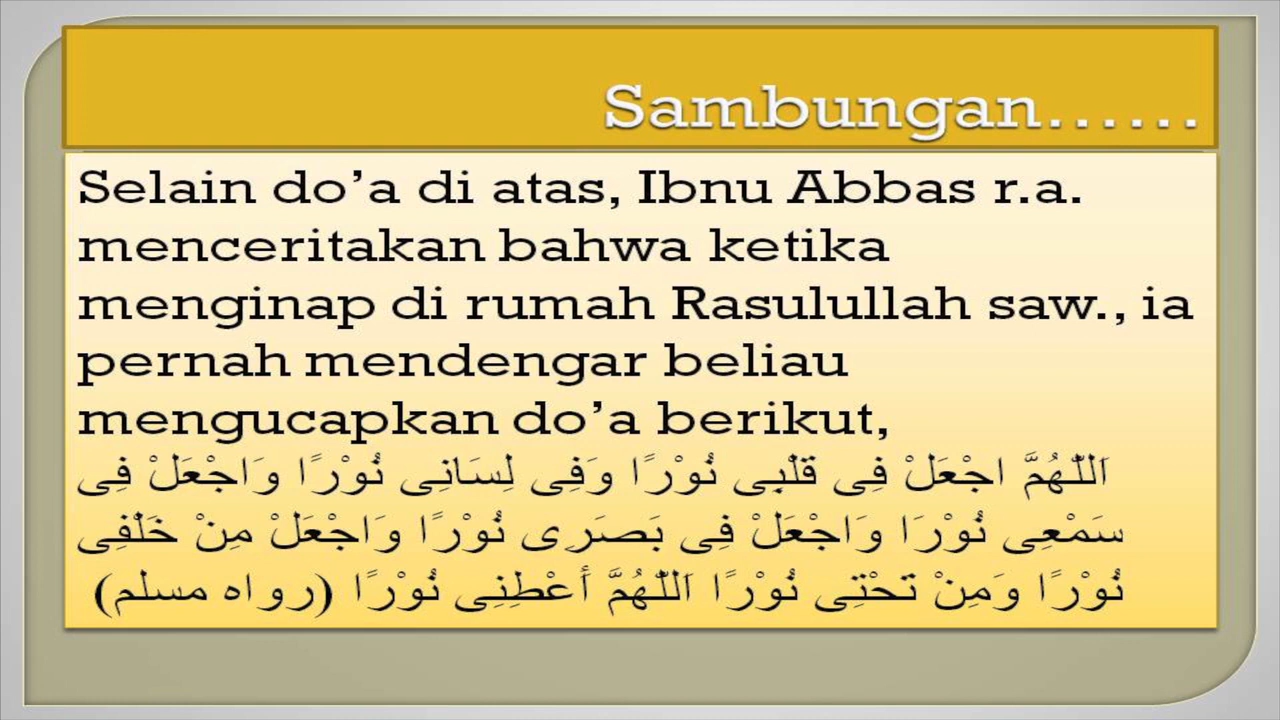 Sambungan……
Selain do’a di atas, Ibnu Abbas r.a.
menceritakan bahwa ketika
menginap di rumah Rasulullah saw., ia
pernah mendengar beliau
mengucapkan do’a berikut,
اَللّٰهُمَّ اجْعَلْ فِى قَلْبِى نُوْرًا وَفِى لِسَانِى نُوْرًا وَاجْعَلْ فِى
سَمْعِى نُوْرَا وَاجْعَلْ فِى بَصَرِى نُوْرًا وَاجْعَلْ مِنْ خَلْفِى
نُوْرًا وَمِنْ تَحْتِى نُوْرًا اَللّٰهُمَّ أَعْطِنِى نُوْرًا (رواه مسلم)